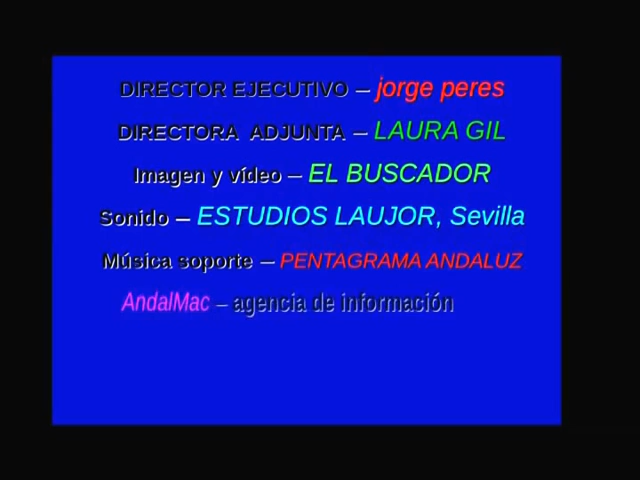 DIRECTOR EJECUTIVO – jorge peres
DIRECTORA ADJUNTA – LAURA GIL
Imagen y vídeo – EL BUSCADOR
Sonido – ESTUDIOS LAUJOR, Sevilla
Música soporte – PENTAGRAMA ANDALUZ
AndalMac – agencia de información